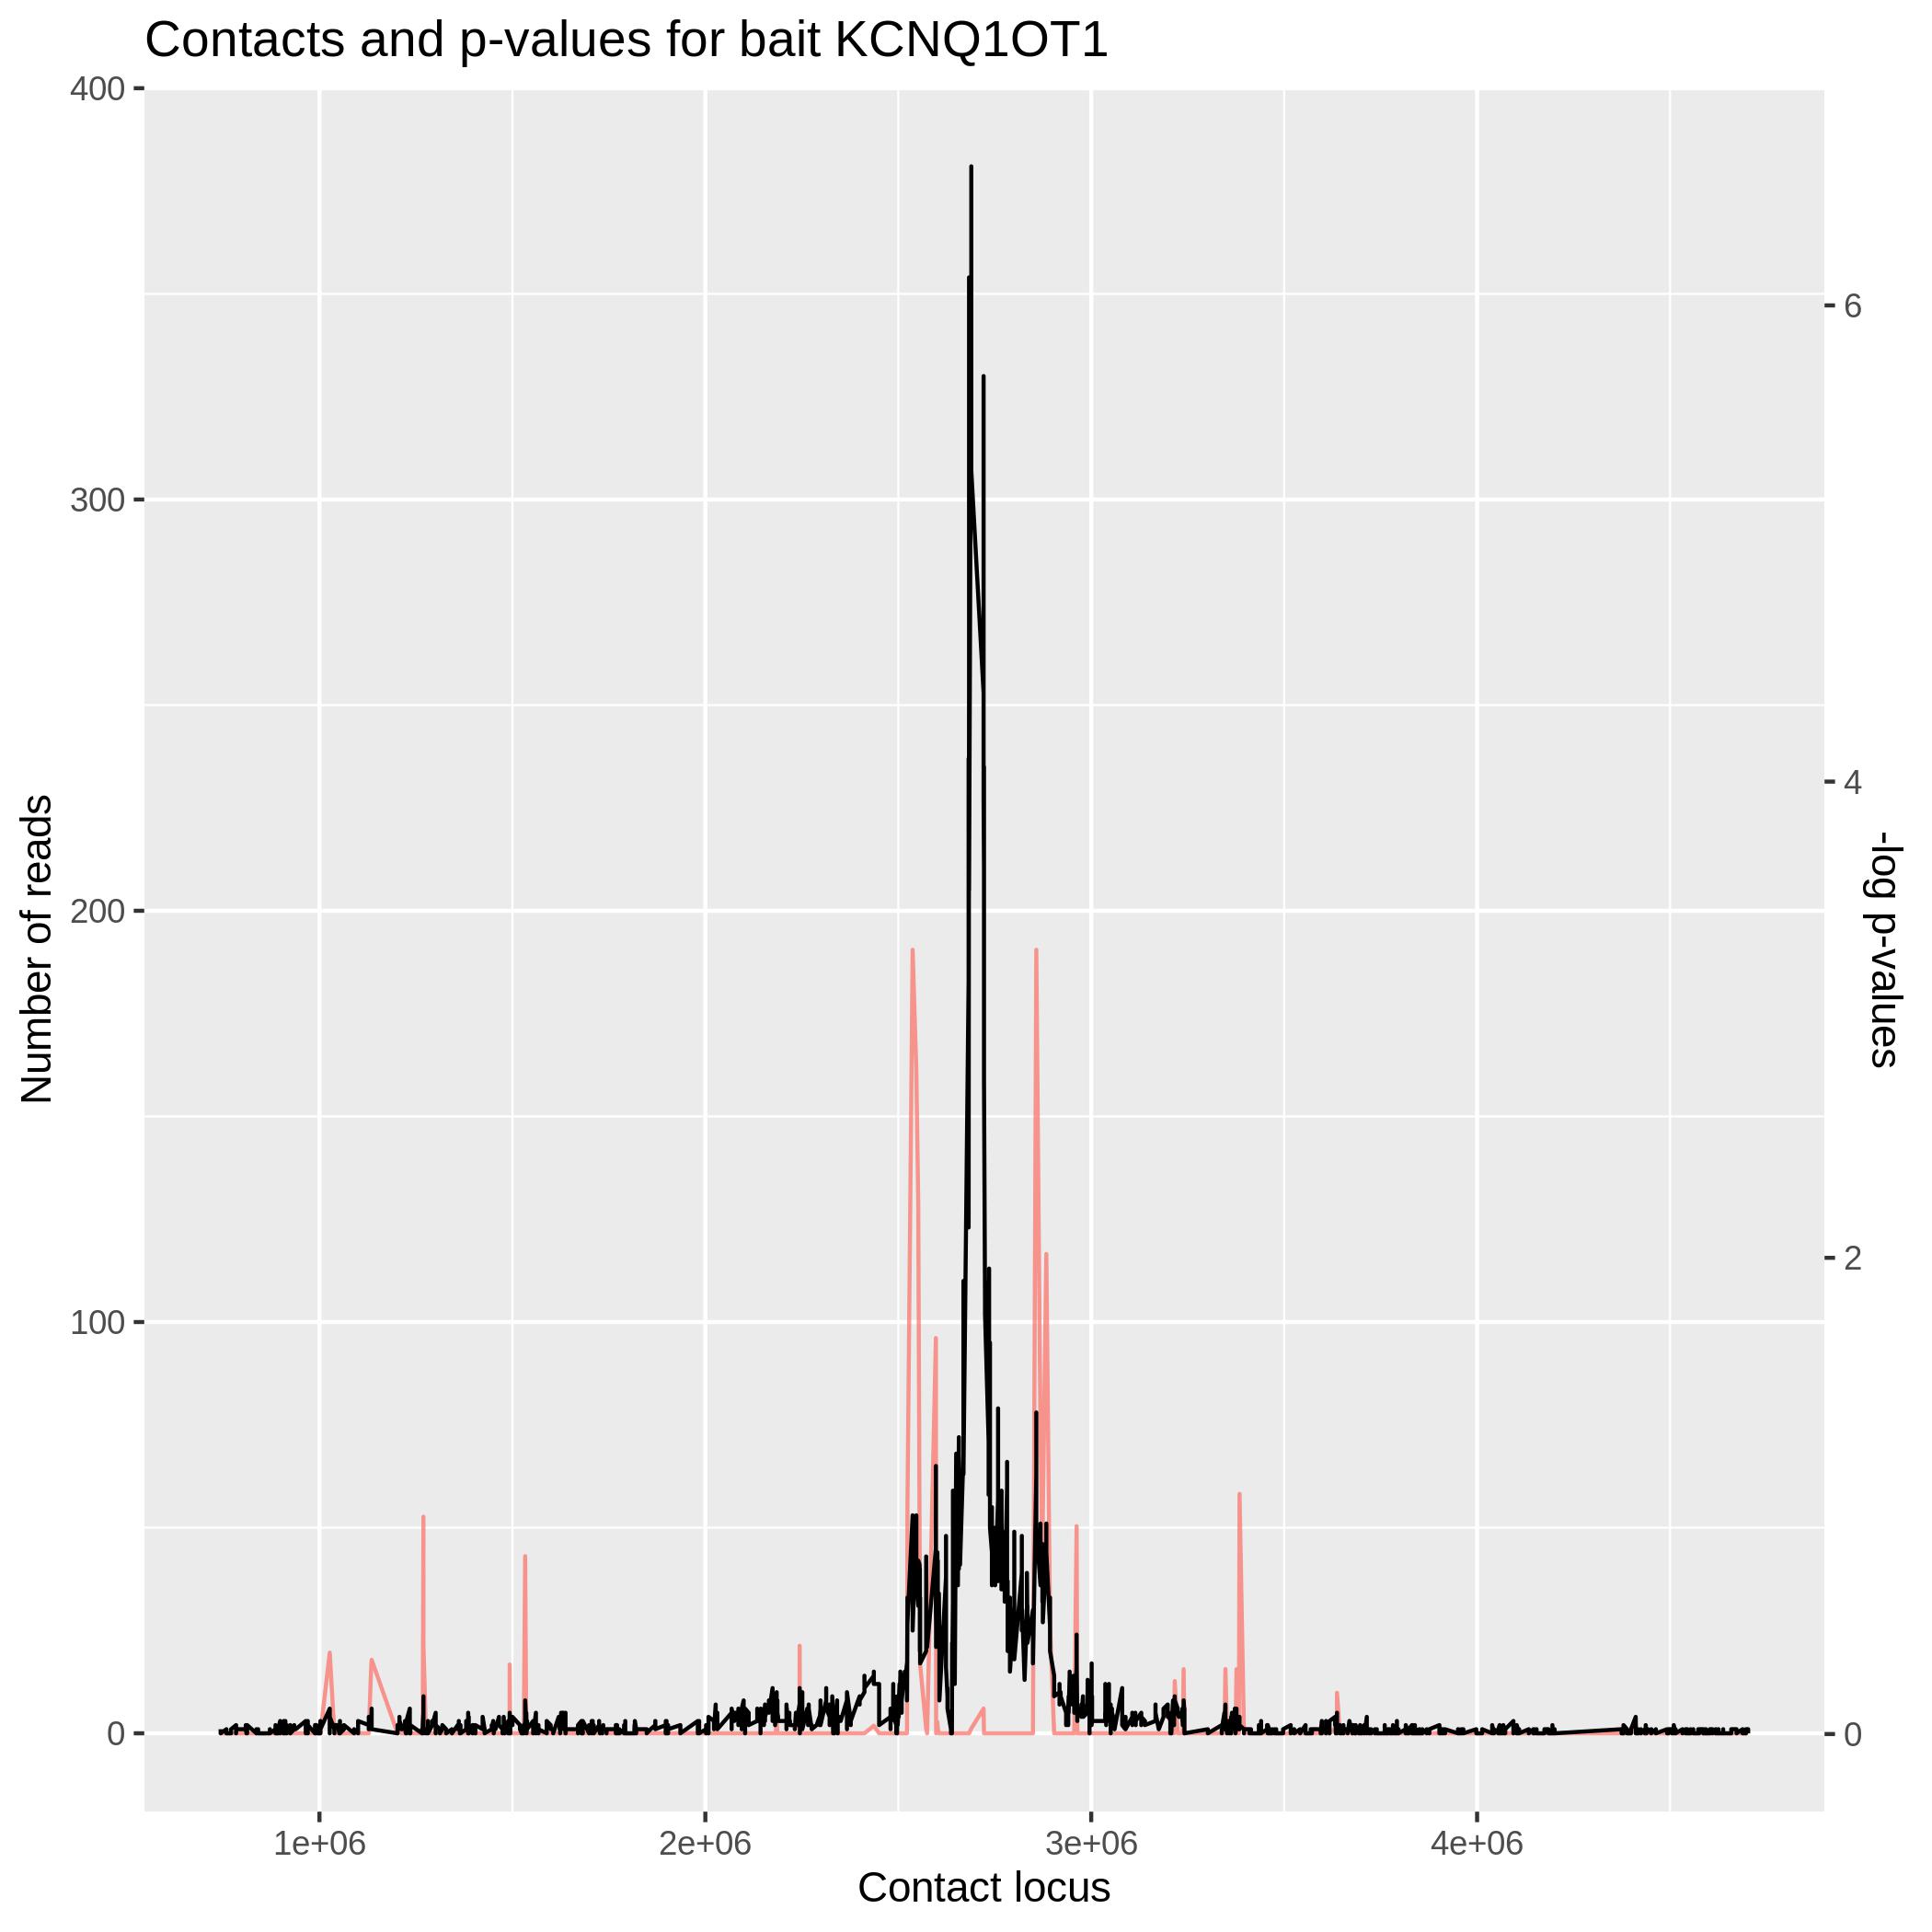 Contacts and p-values for bait KCNQ1OT1
400
300
200
100
0
Number of reads
6
4
2
0
-log p-values
1e+06
2e+06
3e+06
4e+06
Contact locus